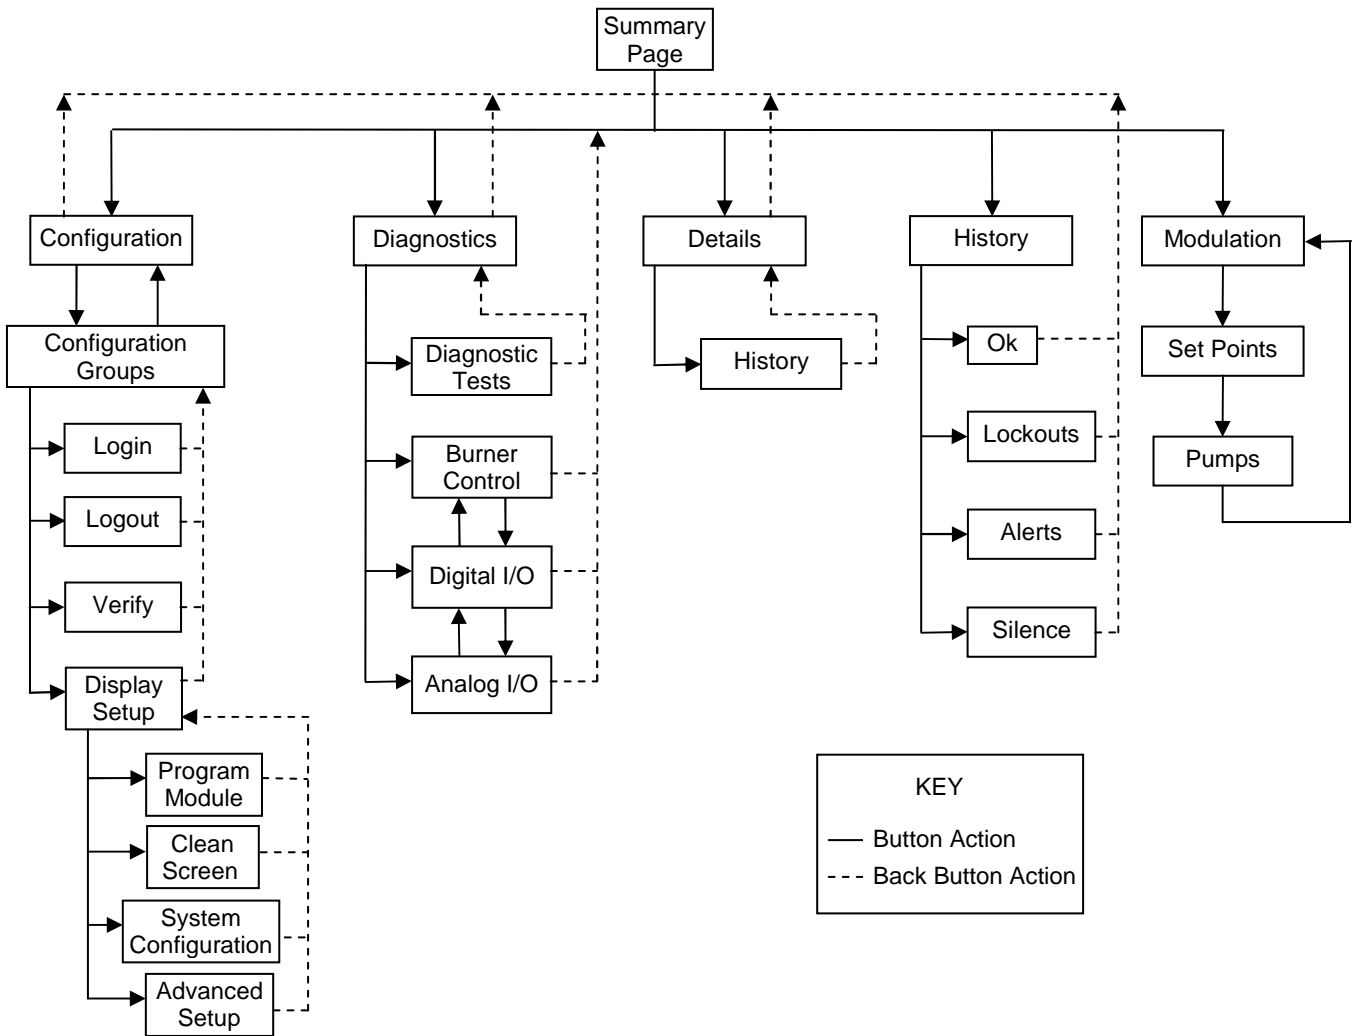 Summary
Page
Configuration
Diagnostics
Details
History
Modulation
Configuration
Groups
Diagnostic
Tests
History
Ok
Set Points
Login
Burner
Control
Lockouts
Pumps
Logout
Digital I/O
Alerts
Verify
Silence
Display
Setup
Analog I/O
Program
Module
Clean
Screen
System
Configuration
Advanced
Setup
KEY
Button Action
Back Button Action